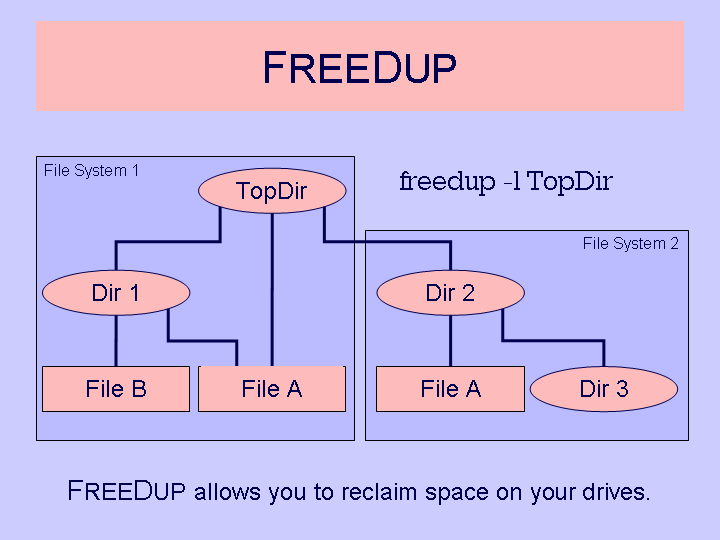 FREEDUP
File System 1
TopDir
freedup -l TopDir
File System 2
Dir 1
Dir 2
File B
File A
File A
Dir 3
FREEDUP allows you to reclaim space on your drives.